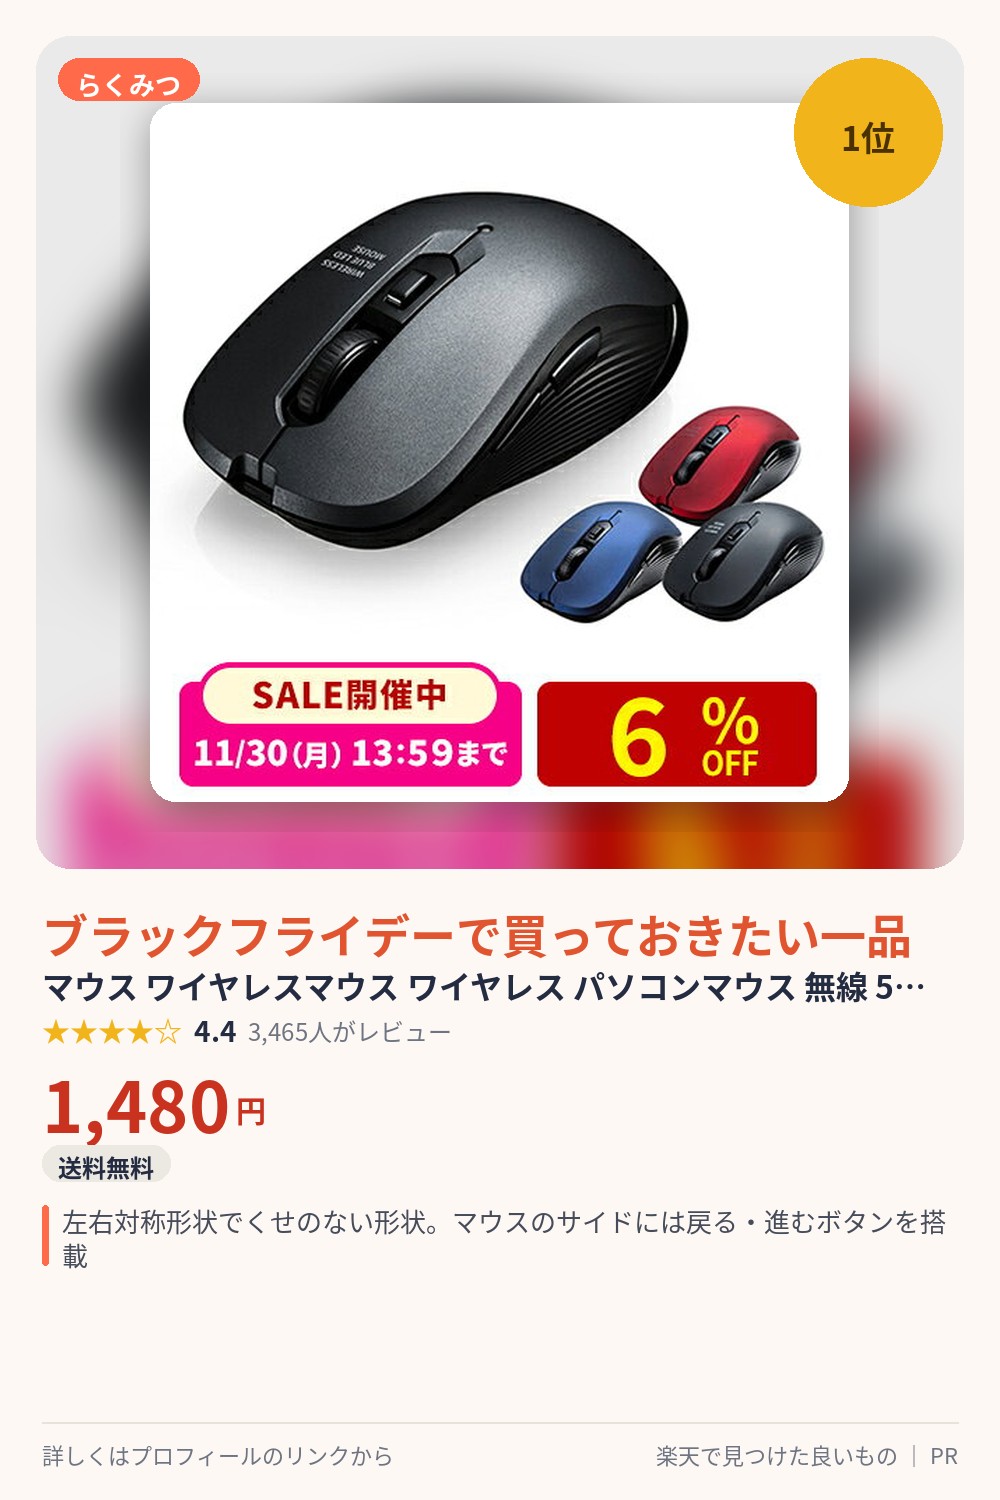 らくみつ
1位
WIRELESS
BLUE LED
MOUSE
SALE開催中
11/30(月) 13:59まで
6%
OFF
ブラックフライデーで買っておきたい一品
マウス ワイヤレスマウス ワイヤレス パソコンマウス 無線 5…
★★★★☆ 4.4 3,465人がレビュー
1,480円
送料無料
左右対称形状でくせのない形状。マウスのサイドには戻る・進むボタンを搭
載
詳しくはプロフィールのリンクから
楽天で見つけた良いもの｜PR